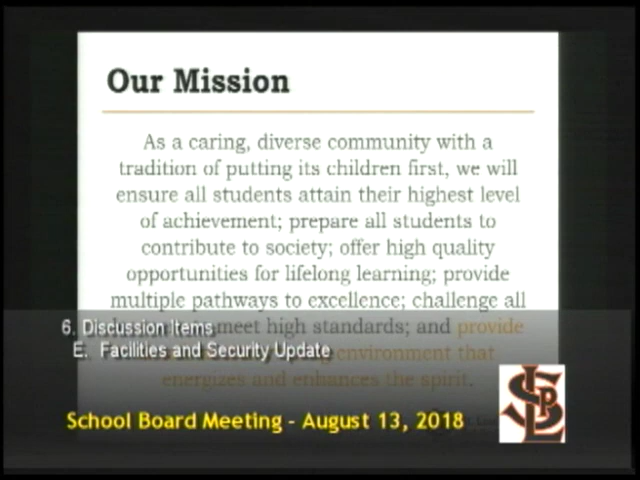 Our Mission
As a caring, diverse community with a
tradition of putting its children first, we will
ensure all students attain their highest level
of achievement; prepare all students to
contribute to society; offer high quality
opportunities for lifelong learning; provide
multiple pathways to excellence; challenge all
meet high standards; and provide
environment that
energizes and enhances the spirit.
6. Discussion Items
E. Facilities and Security Update
School Board Meeting - August 13, 2018
SLP